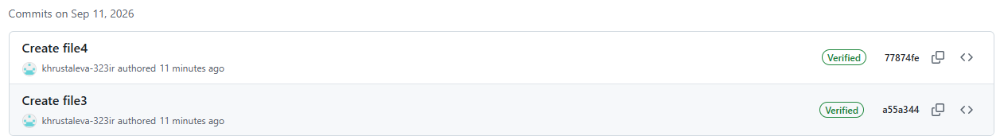 Commits on Sep 11, 2026
Create file4
khrustaleva-323ir authored 11 minutes ago
Verified
77874fe
Create file3
khrustaleva-323ir authored 11 minutes ago
Verified
a55a344